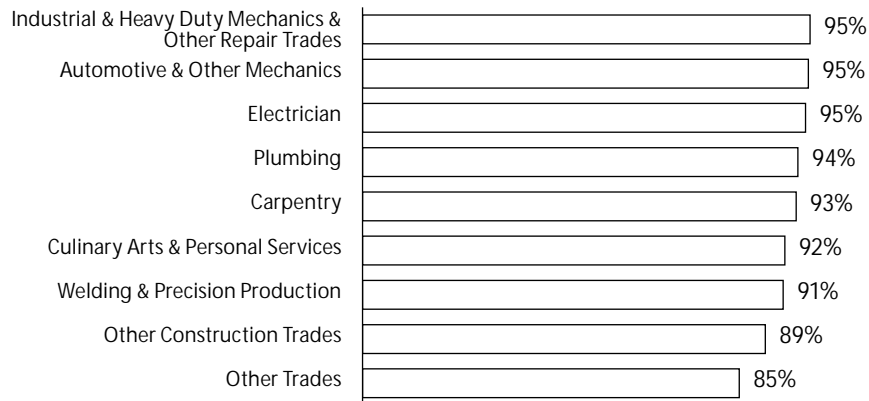 Industrial & Heavy Duty Mechanics &
Other Repair Trades 95%
Automotive & Other Mechanics 95%
Electrician 95%
Plumbing 94%
Carpentry 93%
Culinary Arts & Personal Services 92%
Welding & Precision Production 91%
Other Construction Trades 89%
Other Trades 85%